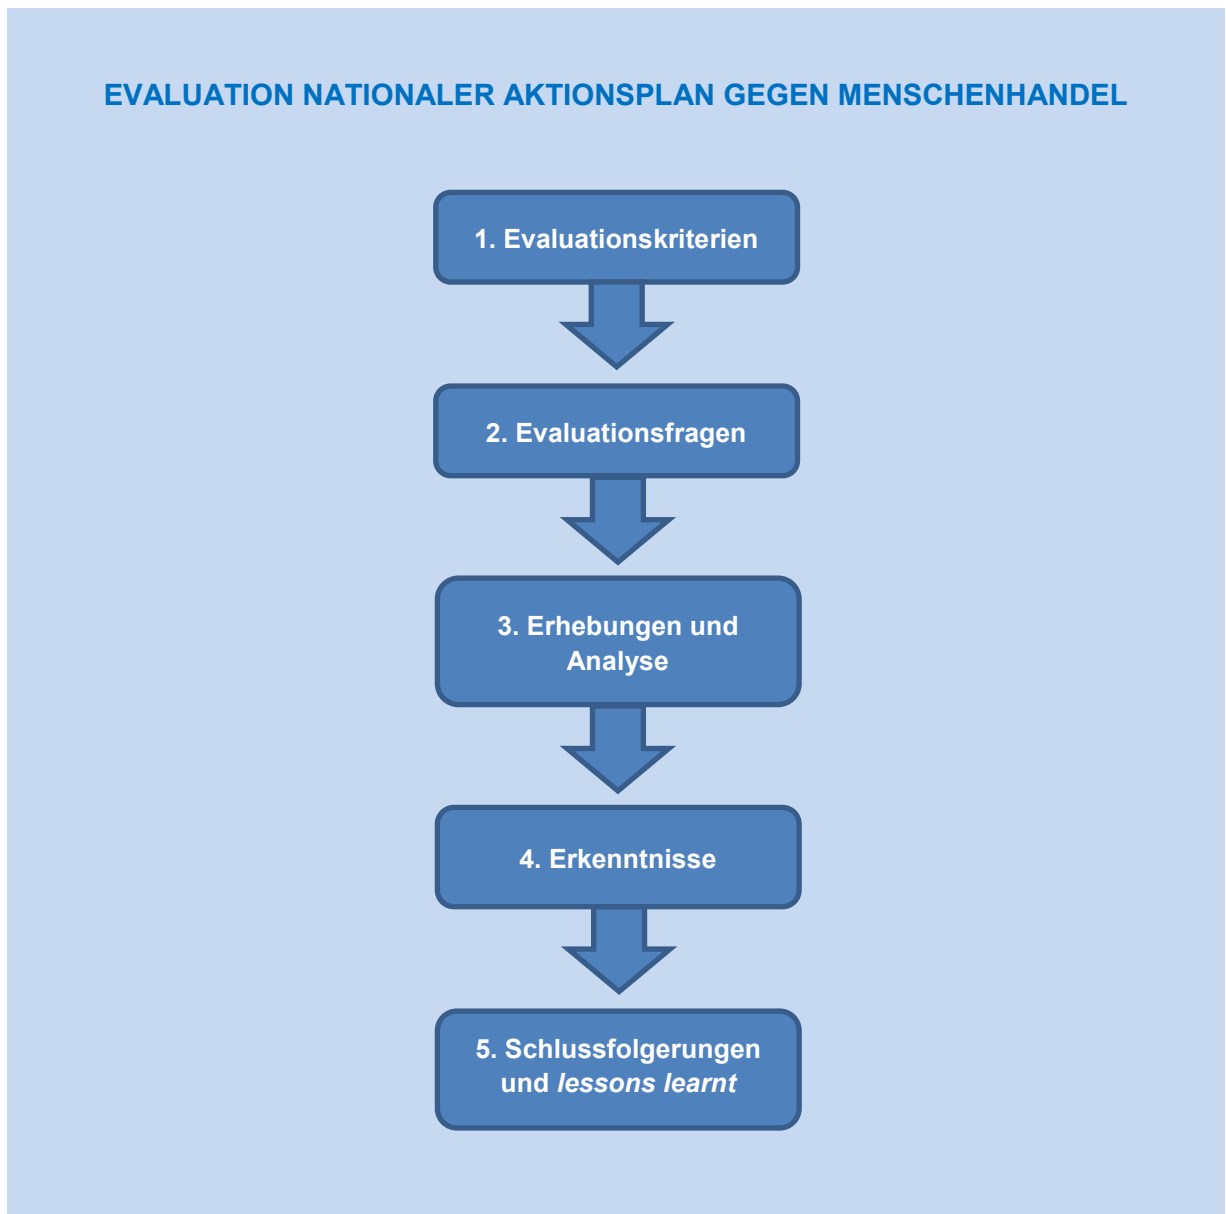 EVALUATION NATIONALER AKTIONSPLAN GEGEN MENSCHENHANDEL
1. Evaluationskriterien
2. Evaluationsfragen
3. Erhebungen und
Analyse
4. Erkenntnisse
5. Schlussfolgerungen
und lessons learnt